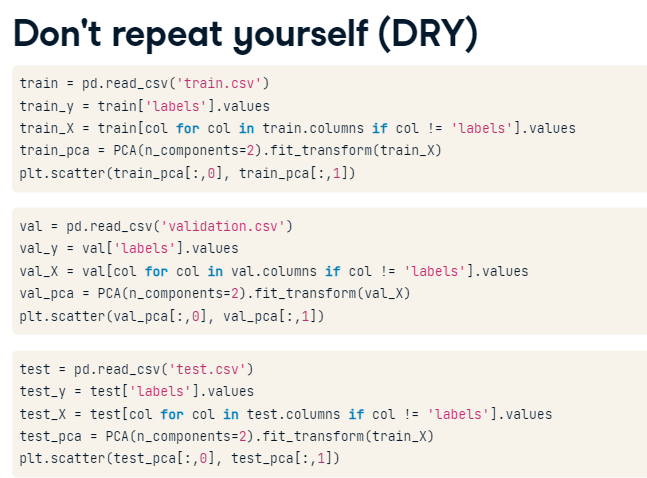 Don't repeat yourself (DRY)
train = pd.read_csv('train.csv')
train_y = train['labels'].values
train_X = train[col for col in train.columns if col != 'labels'].values
train_pca = PCA(n_components=2).fit_transform(train_X)
plt.scatter(train_pca[:,0], train_pca[:,1])
val = pd.read_csv('validation.csv')
val_y = val['labels'].values
val_X = val[col for col in val.columns if col != 'labels'].values
val_pca = PCA(n_components=2).fit_transform(val_X)
plt.scatter(val_pca[:,0], val_pca[:,1])
test = pd.read_csv('test.csv')
test_y = test['labels'].values
test_X = test[col for col in test.columns if col != 'labels'].values
test_pca = PCA(n_components=2).fit_transform(train_X)
plt.scatter(test_pca[:,0], test_pca[:,1])